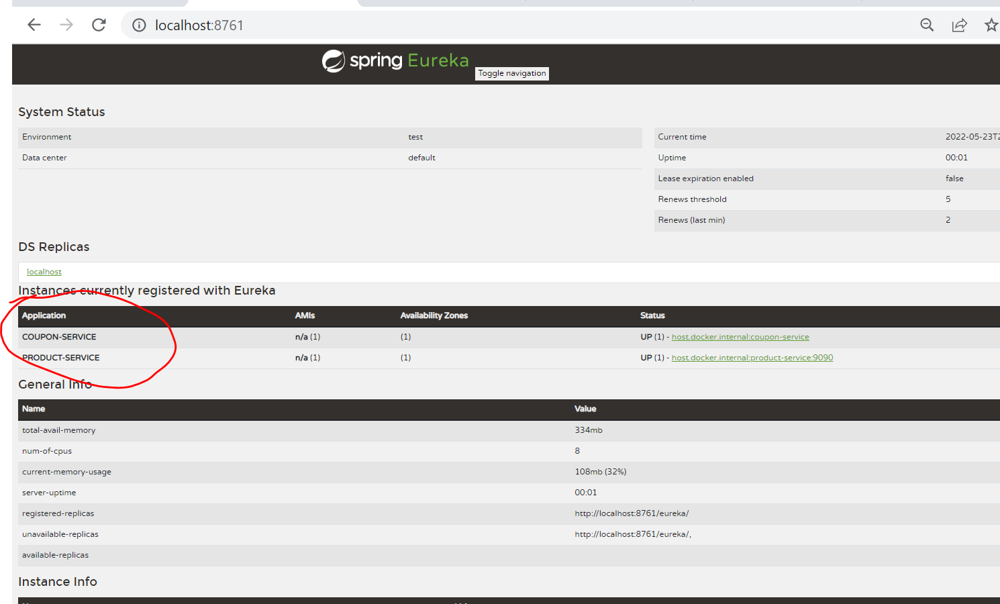 localhost:8761
spring Eureka
Toggle navigation
System Status
Environment test
Data center default
Current time 2022-05-23T2
Uptime 00:01
Lease expiration enabled false
Renews threshold 5
Renews (last min) 2
DS Replicas
localhost
Instances currently registered with Eureka
Application AMIs Availability Zones Status
COUPON-SERVICE n/a (1) (1) UP (1) - host.docker.internal:coupon-service
PRODUCT-SERVICE n/a (1) (1) UP (1) - host.docker.internal:product-service:9090
General Info
Name Value
total-avail-memory 334mb
num-of-cpus 8
current-memory-usage 108mb (32%)
server-uptime 00:01
registered-replicas http://localhost:8761/eureka/
unavailable-replicas http://localhost:8761/eureka/,
available-replicas
Instance Info